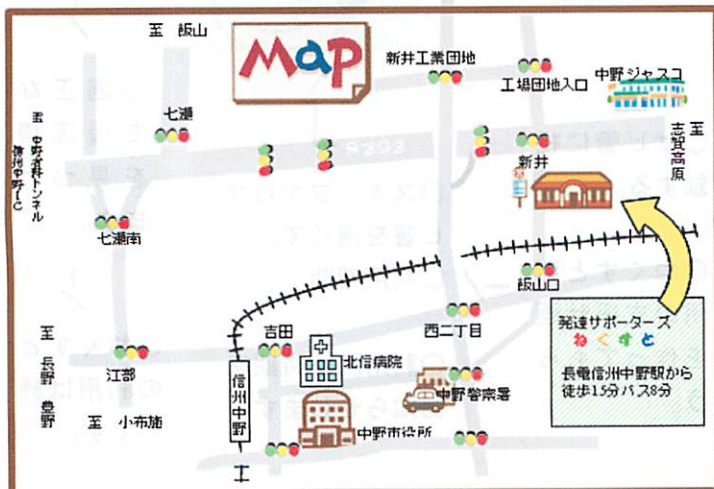 至 飯山
MaP
新井工業団地
工場団地入口
中野ジャスコ
七瀬
至 中野有料トンネル
信州中野IC
R292
新井
至 志賀高原
七瀬南
飯山口
西二丁目
発達サポーターズ
ねくすと
長電信州中野駅から
徒歩15分バス8分
吉田
北信病院
至 長野 豊野
江部
信州中野
中野警察署
至 小布施
中野市役所